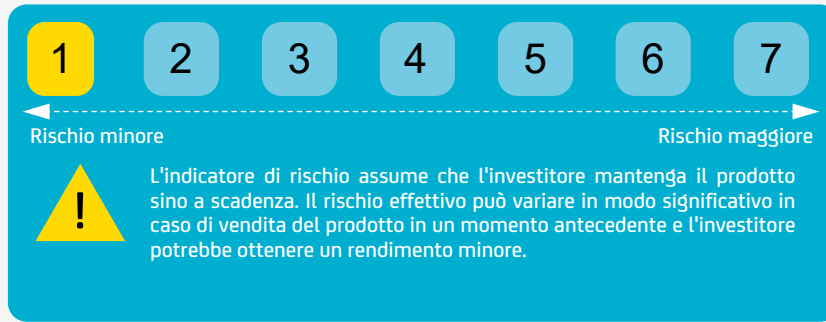 1 2 3 4 5 6 7
Rischio minore Rischio maggiore
L'indicatore di rischio assume che l'investitore mantenga il prodotto
sino a scadenza. Il rischio effettivo può variare in modo significativo in
caso di vendita del prodotto in un momento antecedente e l'investitore
potrebbe ottenere un rendimento minore.
!